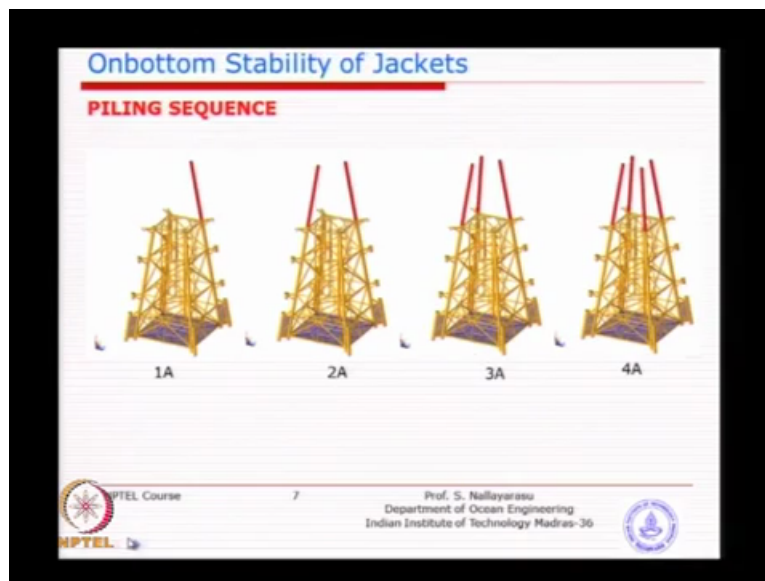 Onbottom Stability of Jackets
PILING SEQUENCE
1A 2A 3A 4A
NPTEL Course 7 Prof. S. Nallayarasu
Department of Ocean Engineering
Indian Institute of Technology Madras-36
NPTEL